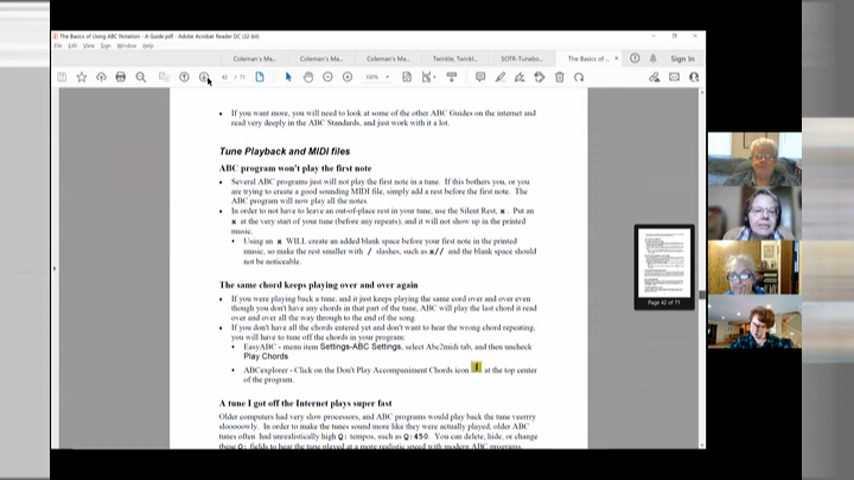 The Basics of Using ABC Notation - A Guide.pdf - Adobe Acrobat Reader DC (32-bit)
File Edit View Sign Window Help
Coleman's Ma...
Coleman's Ma...
Coleman's Ma...
Twinkle, Twinkl...
SOTR-Tunebo...
The Basics of ... ×
Sign In
42 / 71
100%
• If you want more, you will need to look at some of the other ABC Guides on the internet and
read very deeply in the ABC Standards, and just work with it a lot.
Tune Playback and MIDI files
ABC program won't play the first note
• Several ABC programs just will not play the first note in a tune. If this bothers you, or you
are trying to create a good sounding MIDI file, simply add a rest before the first note. The
ABC program will now play all the notes.
• In order to not have to leave an out-of-place rest in your tune, use the Silent Rest, x. Put an
x at the very start of your tune (before any repeats), and it will not show up in the printed
music.
• Using an x WILL create an added blank space before your first note in the printed
music, so make the rest smaller with / slashes, such as x// and the blank space should
not be noticeable.
The same chord keeps playing over and over again
• If you were playing back a tune, and it just keeps playing the same cord over and over even
though you don't have any chords in that part of the tune, ABC will play the last chord it read
over and over all the way through to the end of the song.
• If you don't have all the chords entered yet and don't want to hear the wrong chord repeating,
you will have to tune off the chords in your program:
• EasyABC - menu item Settings-ABC Settings, select Abc2midi tab, and then uncheck
Play Chords
• ABCexplorer - Click on the Don't Play Accompaniment Chords icon at the top center
of the program.
A tune I got off the Internet plays super fast
Older computers had very slow processors, and ABC programs would play back the tune veerrry
slooooowly. In order to make the tunes sound more like they were actually played, older ABC
tunes often had unrealistically high Q: tempos, such as Q:450. You can delete, hide, or change
these Q: fields to hear the tune played at a more realistic speed with modern ABC programs.
Page 42 of 71